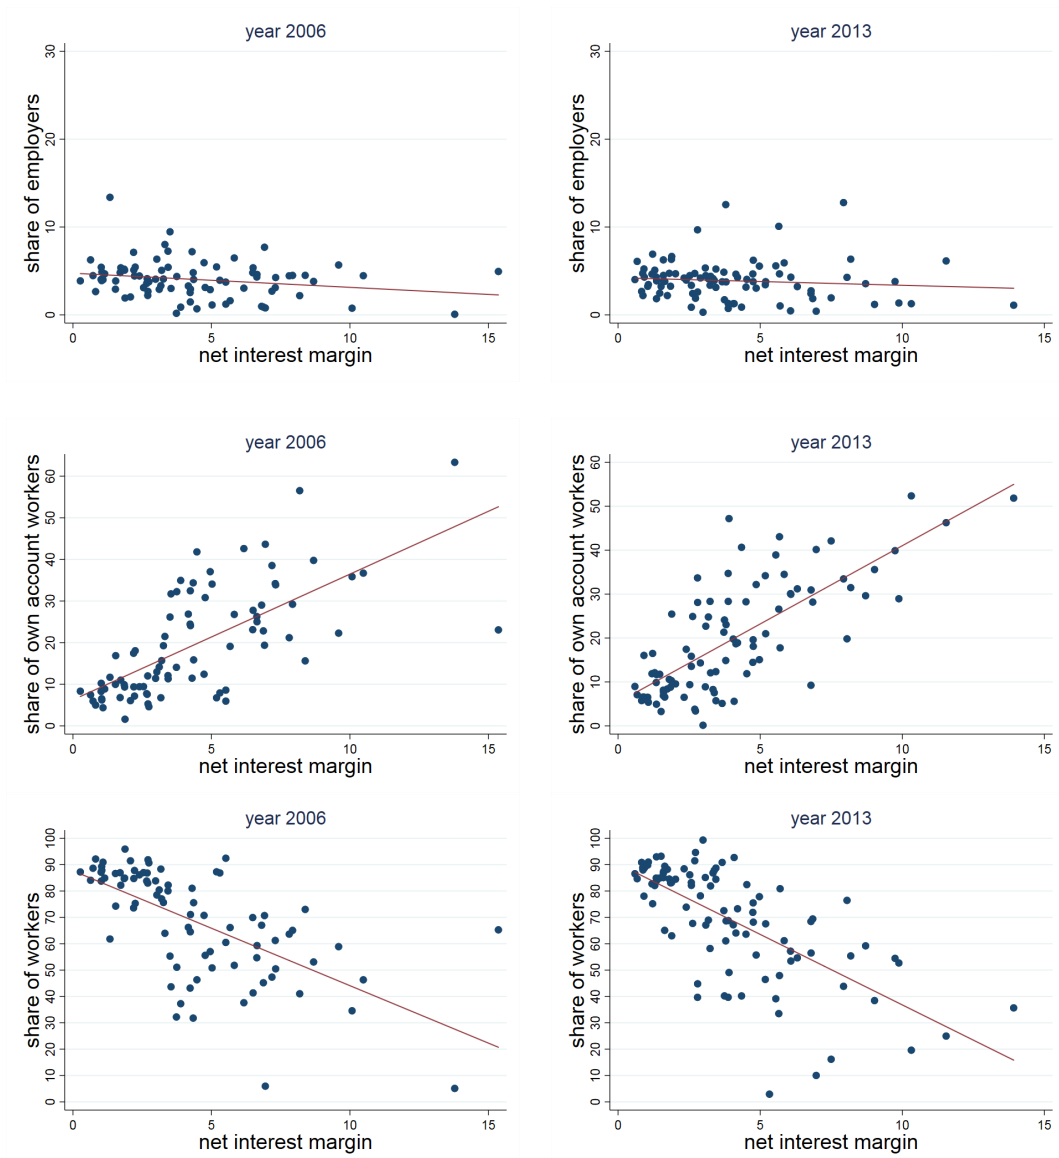 year 2006
share of employers
30
20
10
0
0 5 10 15
net interest margin
year 2013
share of employers
30
20
10
0
0 5 10 15
net interest margin
year 2006
share of own account workers
60
50
40
30
20
10
0
0 5 10 15
net interest margin
year 2013
share of own account workers
60
50
40
30
20
10
0
0 5 10 15
net interest margin
year 2006
share of workers
100
90
80
70
60
50
40
30
20
10
0
0 5 10 15
net interest margin
year 2013
share of workers
100
90
80
70
60
50
40
30
20
10
0
0 5 10 15
net interest margin